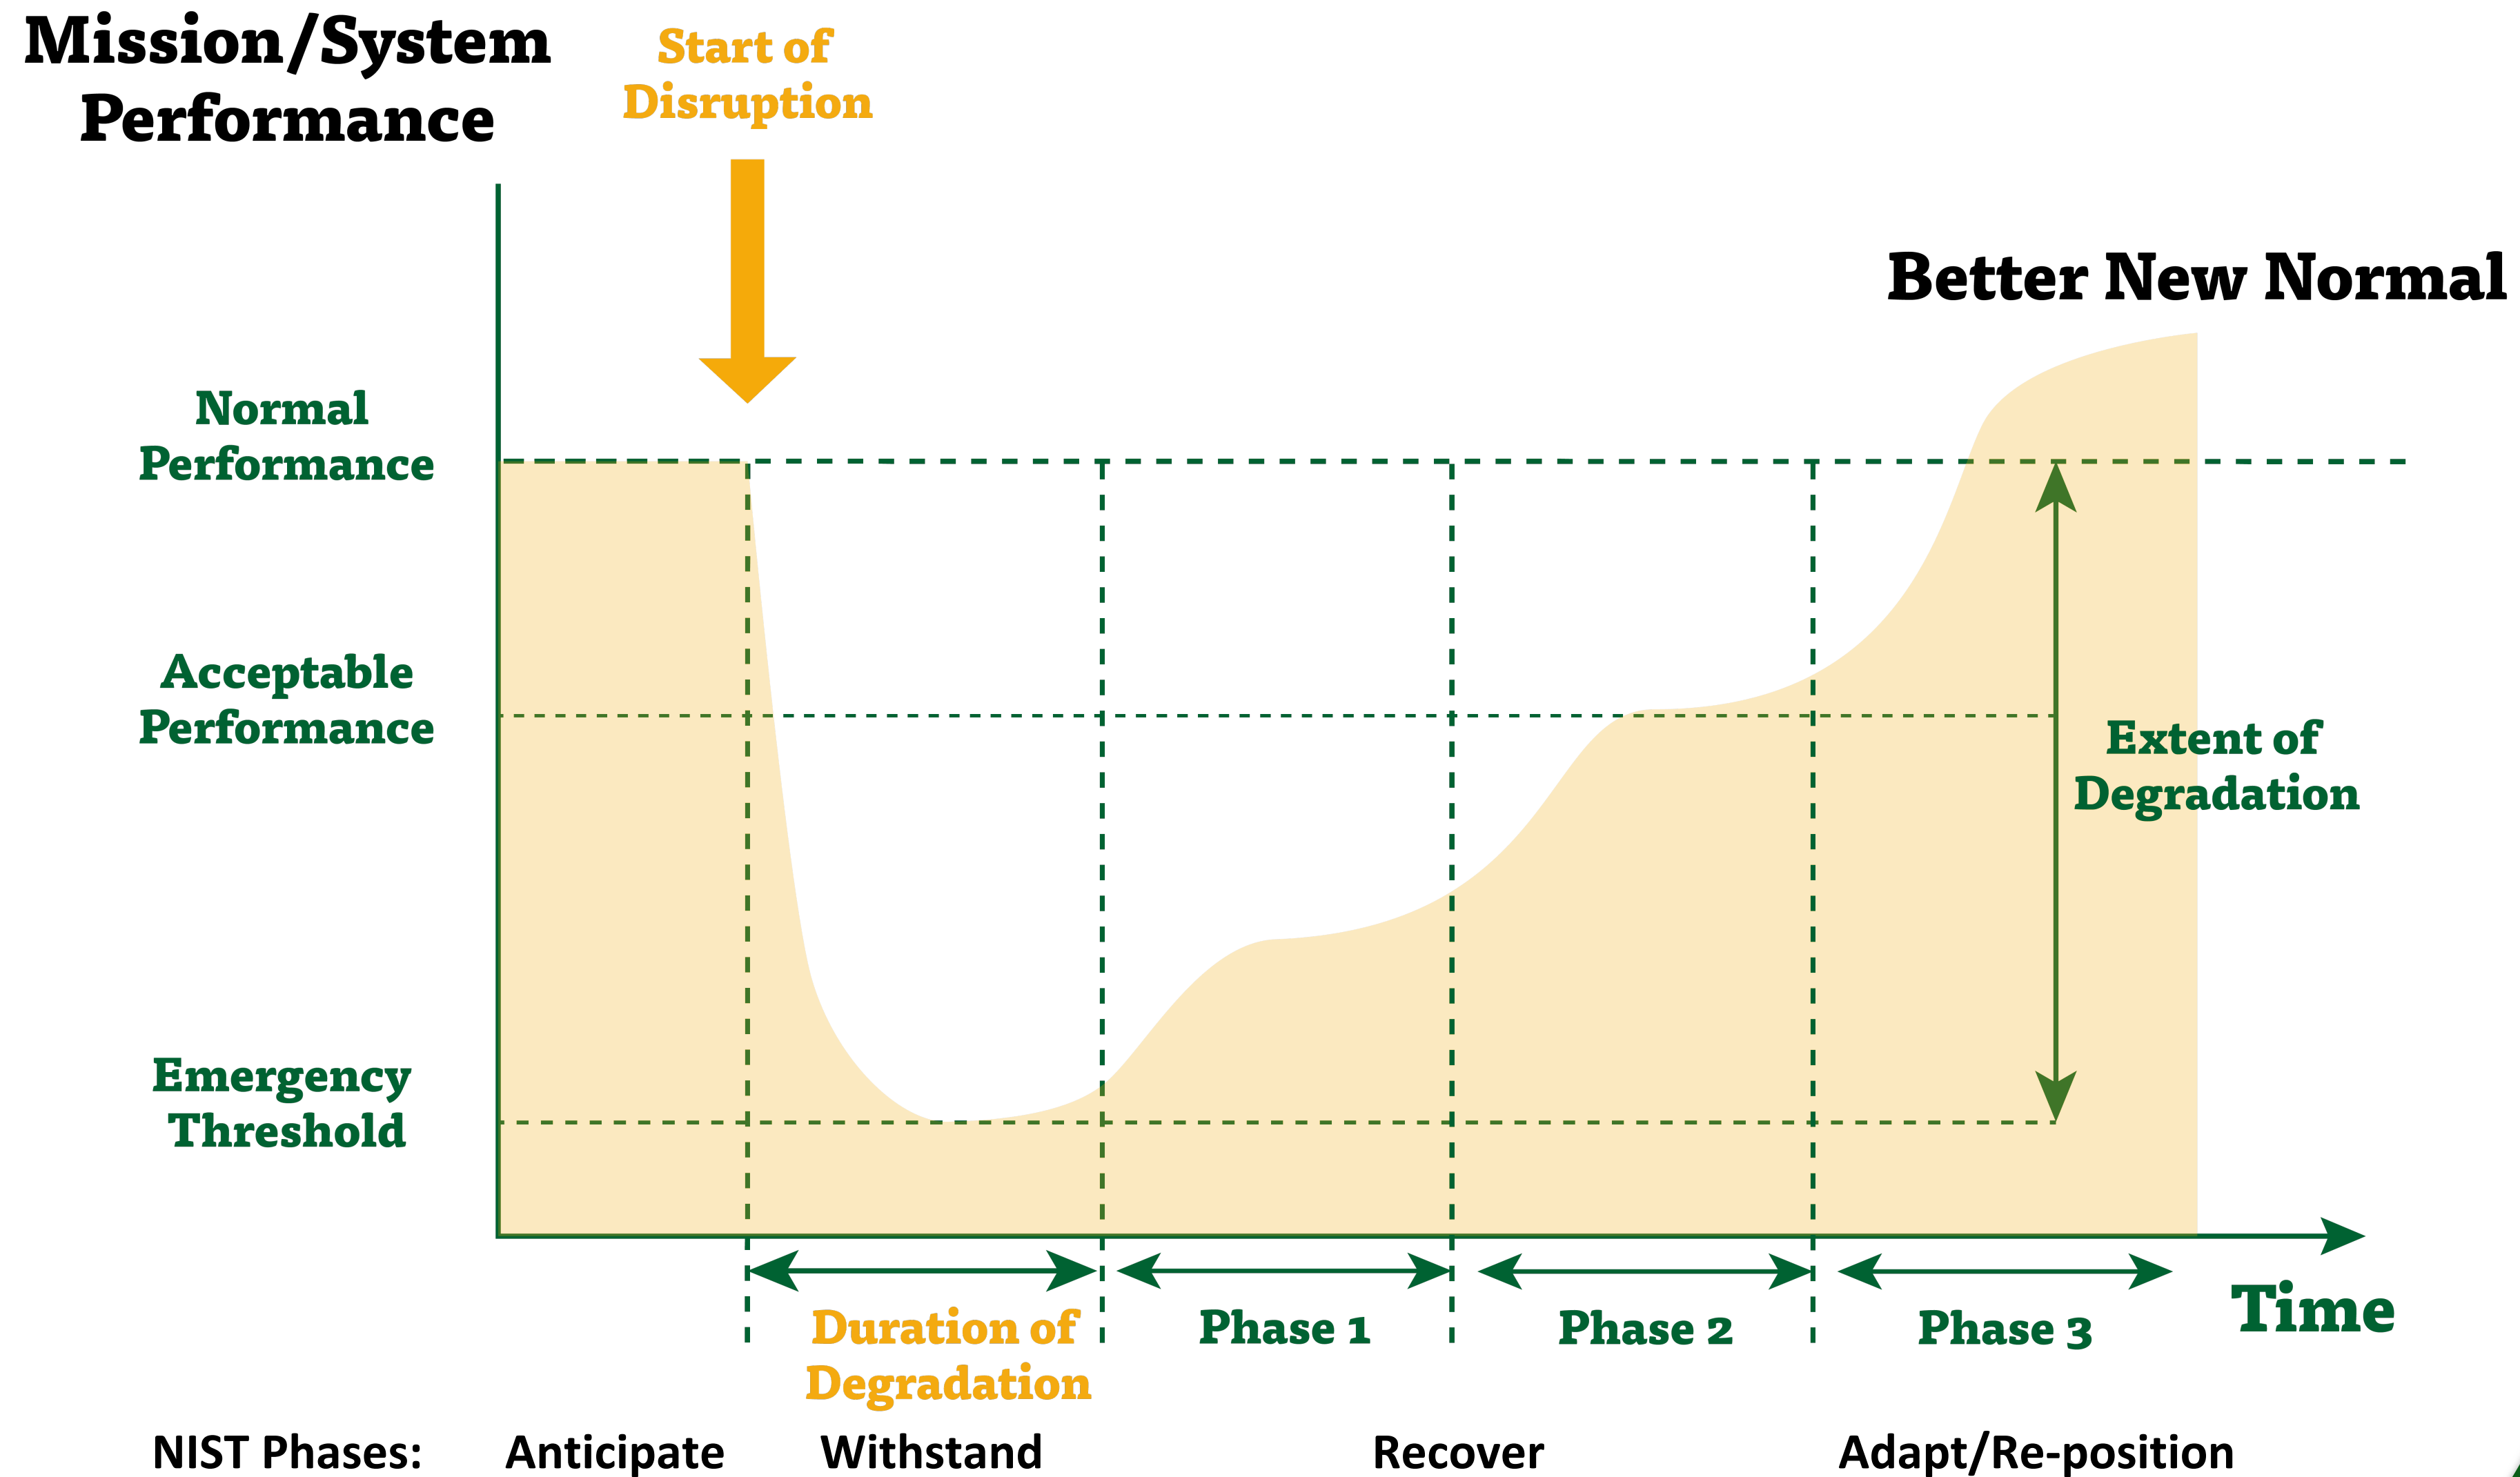 Mission/System
Performance
Start of
Disruption
Better New Normal
Normal
Performance
Acceptable
Performance
Extent of
Degradation
Emergency
Threshold
Duration of
Degradation
Phase 1
Phase 2
Phase 3
Time
NIST Phases:
Anticipate
Withstand
Recover
Adapt/Re-position